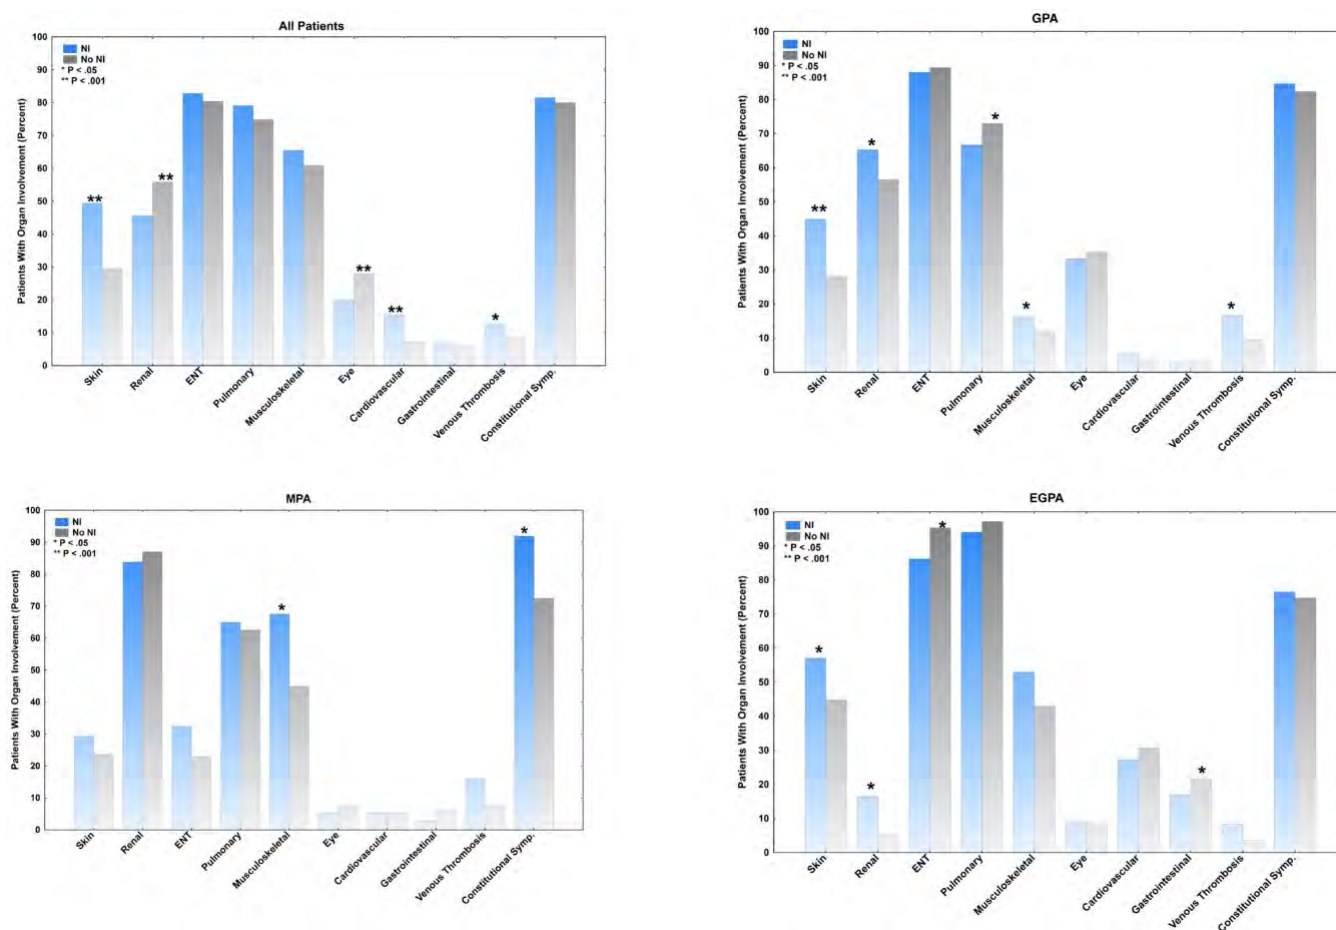 All Patients
Patients With Organ Involvement (Percent)
100
90
80
70
60
50
40
30
20
10
0
NI
No NI
* P < .05
** P < .001
**
**
**
**
*
Skin
Renal
ENT
Pulmonary
Musculoskeletal
Eye
Cardiovascular
Gastrointestinal
Venous Thrombosis
Constitutional Symp.
GPA
Patients With Organ Involvement (Percent)
100
90
80
70
60
50
40
30
20
10
0
NI
No NI
* P < .05
** P < .001
**
*
*
*
*
Skin
Renal
ENT
Pulmonary
Musculoskeletal
Eye
Cardiovascular
Gastrointestinal
Venous Thrombosis
Constitutional Symp.
MPA
Patients With Organ Involvement (Percent)
100
90
80
70
60
50
40
30
20
10
0
NI
No NI
* P < .05
** P < .001
*
*
Skin
Renal
ENT
Pulmonary
Musculoskeletal
Eye
Cardiovascular
Gastrointestinal
Venous Thrombosis
Constitutional Symp.
EGPA
Patients With Organ Involvement (Percent)
100
90
80
70
60
50
40
30
20
10
0
NI
No NI
* P < .05
** P < .001
*
*
*
*
Skin
Renal
ENT
Pulmonary
Musculoskeletal
Eye
Cardiovascular
Gastrointestinal
Venous Thrombosis
Constitutional Symp.